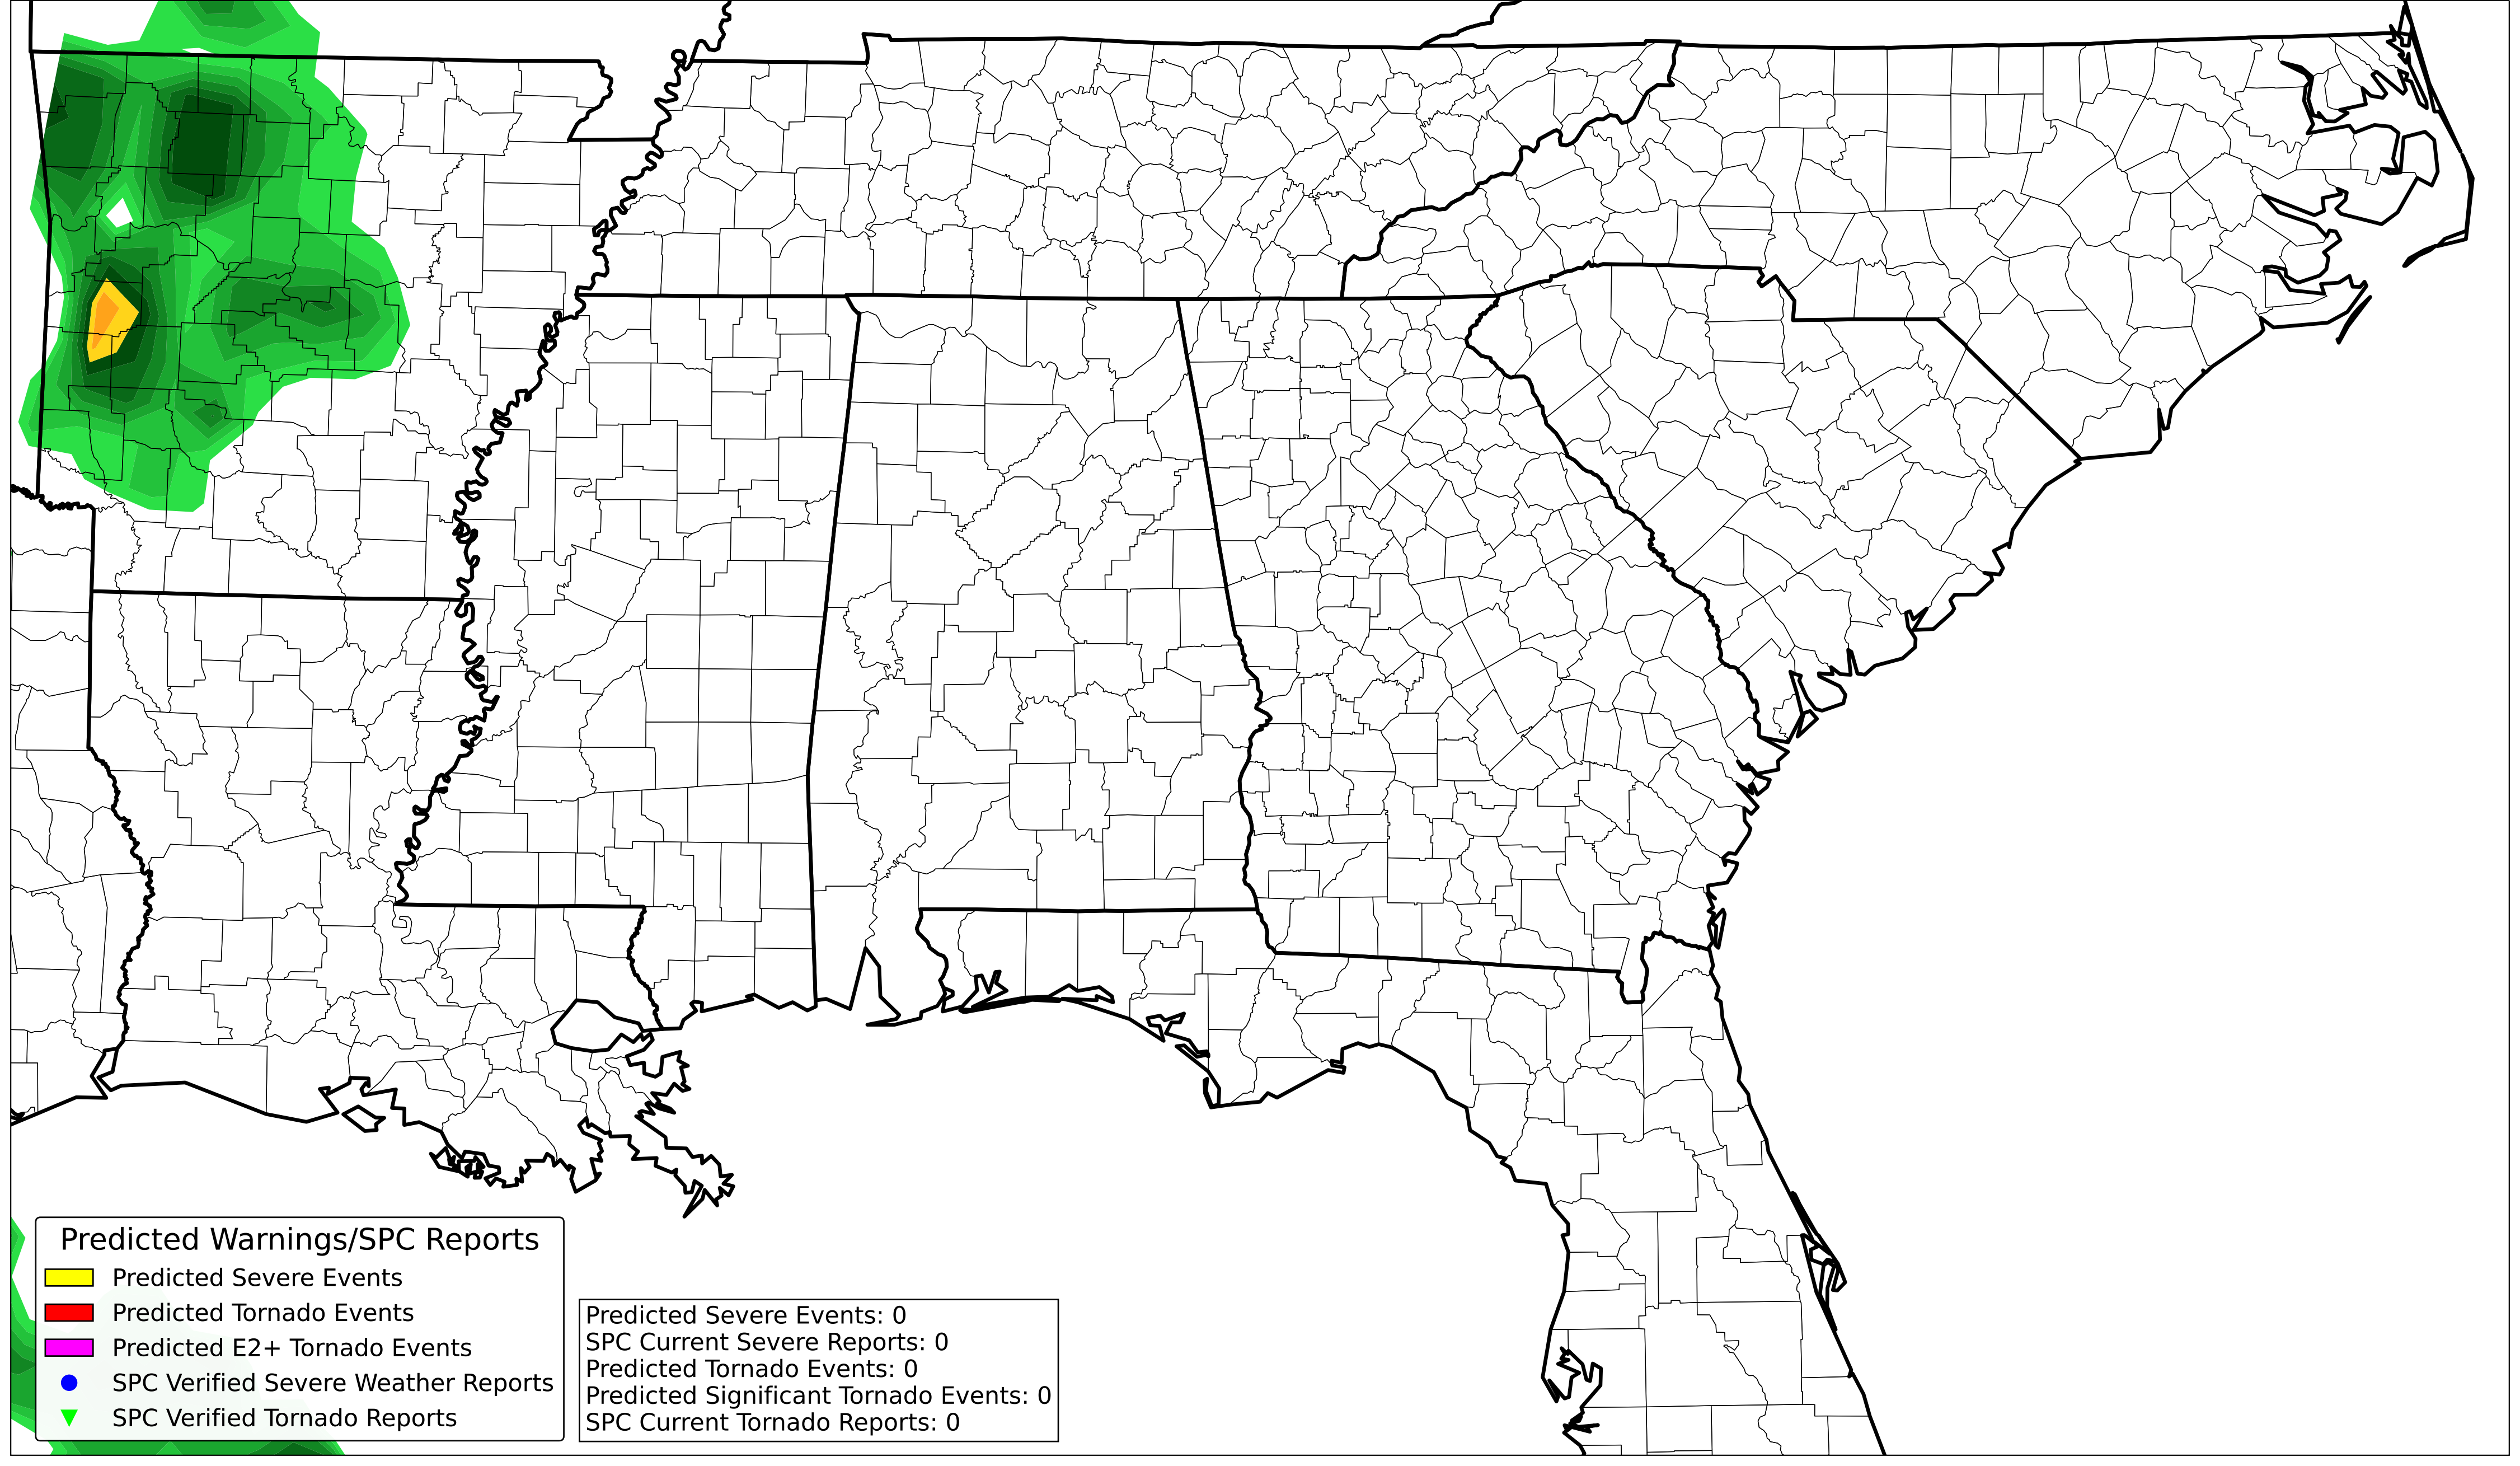 Predicted Warnings/SPC Reports
Predicted Severe Events
Predicted Tornado Events
Predicted E2+ Tornado Events
SPC Verified Severe Weather Reports
SPC Verified Tornado Reports
Predicted Severe Events: 0
SPC Current Severe Reports: 0
Predicted Tornado Events: 0
Predicted Significant Tornado Events: 0
SPC Current Tornado Reports: 0